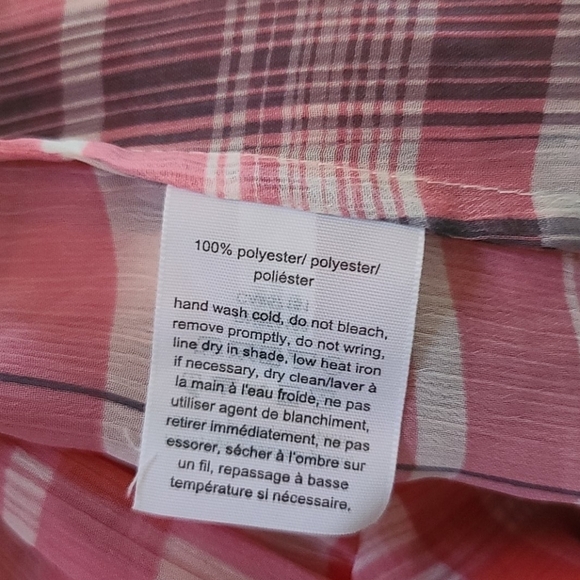 100% polyester/ polyester/
poliéster
hand wash cold, do not bleach,
remove promptly, do not wring,
line dry in shade, low heat iron
if necessary, dry clean/laver à
la main à l'eau froide, ne pas
utiliser agent de blanchiment,
retirer immédiatement, ne pas
essorer, sécher à l'ombre sur
un fil, repassage à basse
température si nécessaire,